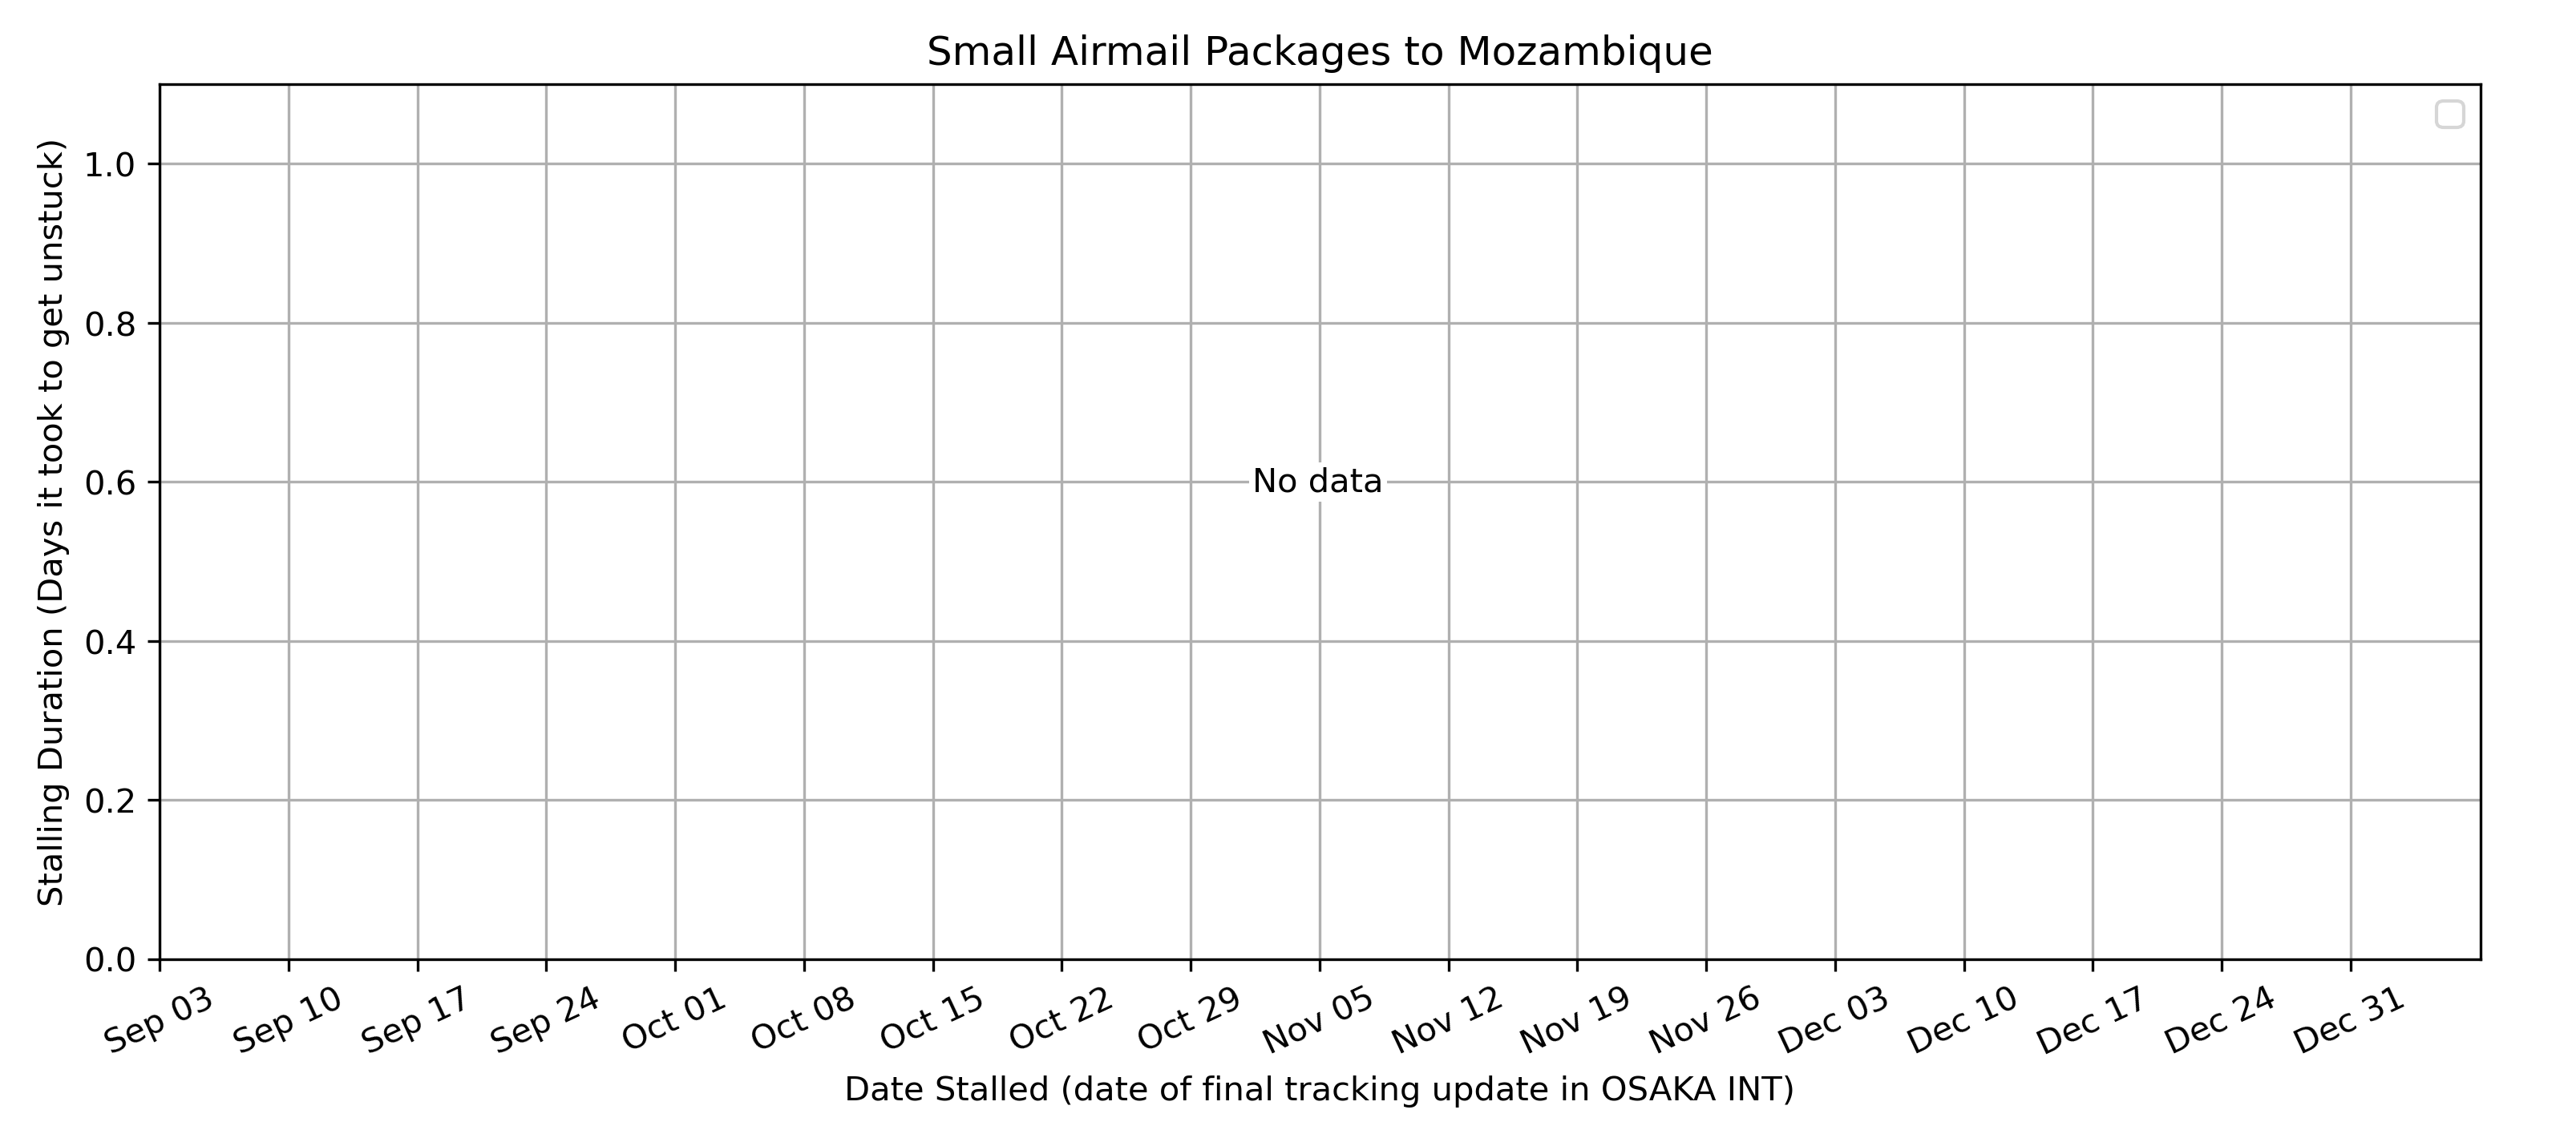 Small Airmail Packages to Mozambique
Stalling Duration (Days it took to get unstuck)
1.0
0.8
0.6
0.4
0.2
0.0
No data
Sep 03 Sep 10 Sep 17 Sep 24 Oct 01 Oct 08 Oct 15 Oct 22 Oct 29 Nov 05 Nov 12 Nov 19 Nov 26 Dec 03 Dec 10 Dec 17 Dec 24 Dec 31
Date Stalled (date of final tracking update in OSAKA INT)